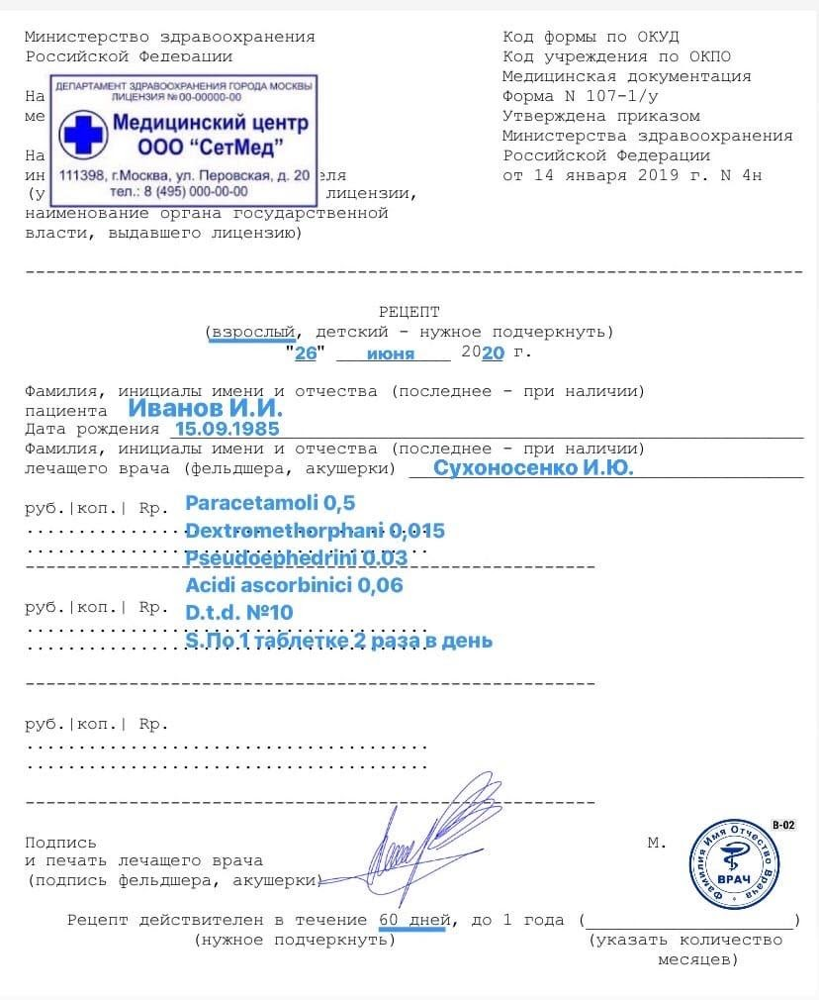 Министерство здравоохранения
Российской Федерации
Код формы по ОКУД
Код учреждения по ОКПО
Медицинская документация
Форма N 107-1/у
Утверждена приказом
Министерства здравоохранения
Российской Федерации
от 14 января 2019 г. N 4н
ДЕПАРТАМЕНТ ЗДРАВООХРАНЕНИЯ ГОРОДА МОСКВЫ
ЛИЦЕНЗИЯ №00-00000-00
Медицинский центр
ООО “СетМед”
111398, г.Москва, ул. Перовская, д. 20
тел.: 8 (495) 000-00-00
На
ме
На
ин еля
(у лицензии,
наименование органа государственной
власти, выдавшего лицензию)
РЕЦЕПТ
(взрослый, детский - нужное подчеркнуть)
"26" июня 2020 г.
Фамилия, инициалы имени и отчества (последнее - при наличии)
пациента Иванов И.И.
Дата рождения 15.09.1985
Фамилия, инициалы имени и отчества (последнее - при наличии)
лечащего врача (фельдшера, акушерки) Сухоносенко И.Ю.
руб.|коп.| Rp. Paracetamoli 0,5
Dextromethorphani 0,015
Pseudoephedrini 0.03
Acidi ascorbinici 0,06
руб.|коп.| Rp. D.t.d. №10
S.По 1 таблетке 2 раза в день
руб.|коп.| Rp.
Подпись М.
и печать лечащего врача
(подпись фельдшера, акушерки)
В-02
Фамилия Имя Отчество Врача
ВРАЧ
Рецепт действителен в течение 60 дней, до 1 года (____________________)
(нужное подчеркнуть) (указать количество
месяцев)